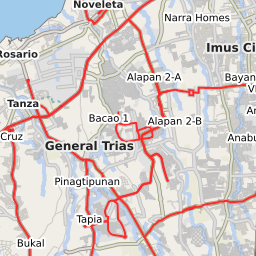 Noveleta
Narra Homes
Rosario
Imus Ci
Alapan 2-A
Bayan
Tanza
Bacao 1
Alapan 2-B
Cruz
Anabu
General Trias
Pinagtipunan
Tapia
Bukal